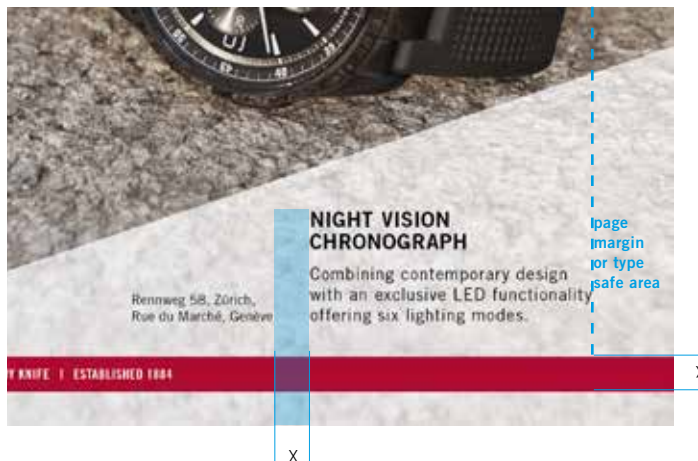 NIGHT VISION
CHRONOGRAPH
Combining contemporary design
with an exclusive LED functionality
offering six lighting modes.
Rennweg 58, Zürich,
Rue du Marché, Genève
page
margin
or type
safe area
Y KNIFE | ESTABLISHED 1884
X